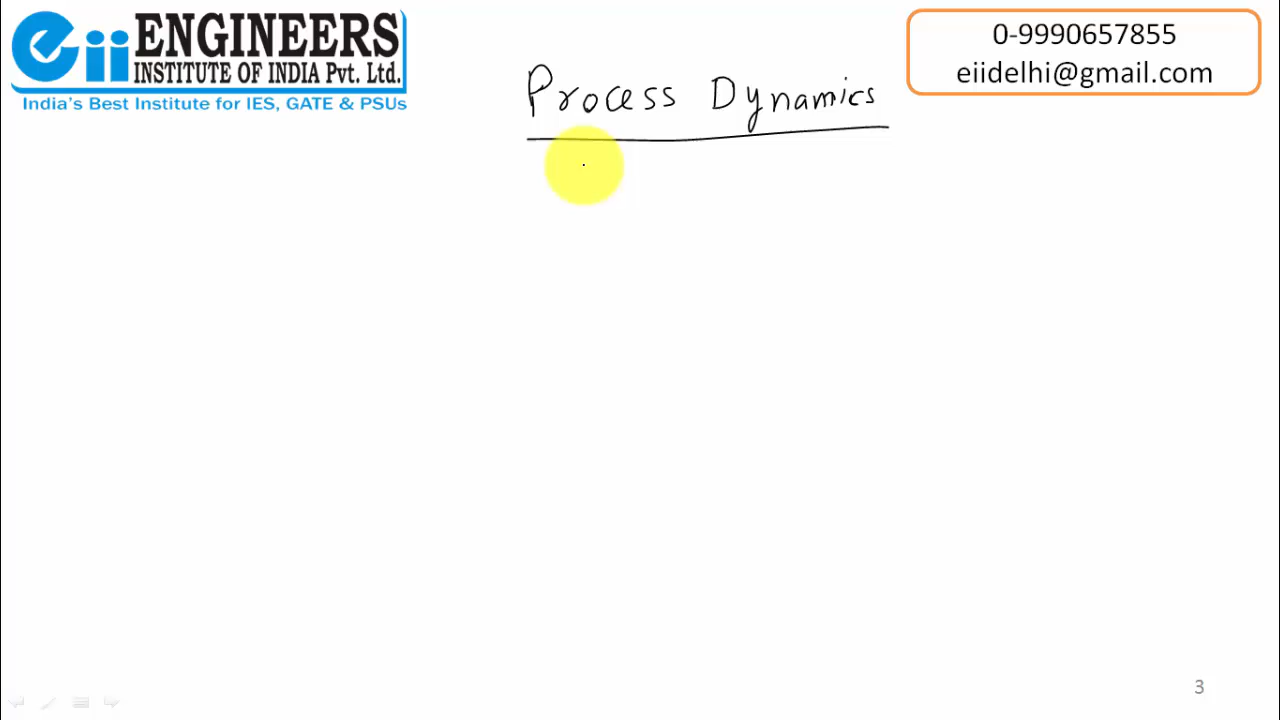 eii ENGINEERS
INSTITUTE OF INDIA Pvt. Ltd.
India's Best Institute for IES, GATE & PSUs
Process Dynamics
0-9990657855
eiidelhi@gmail.com
3